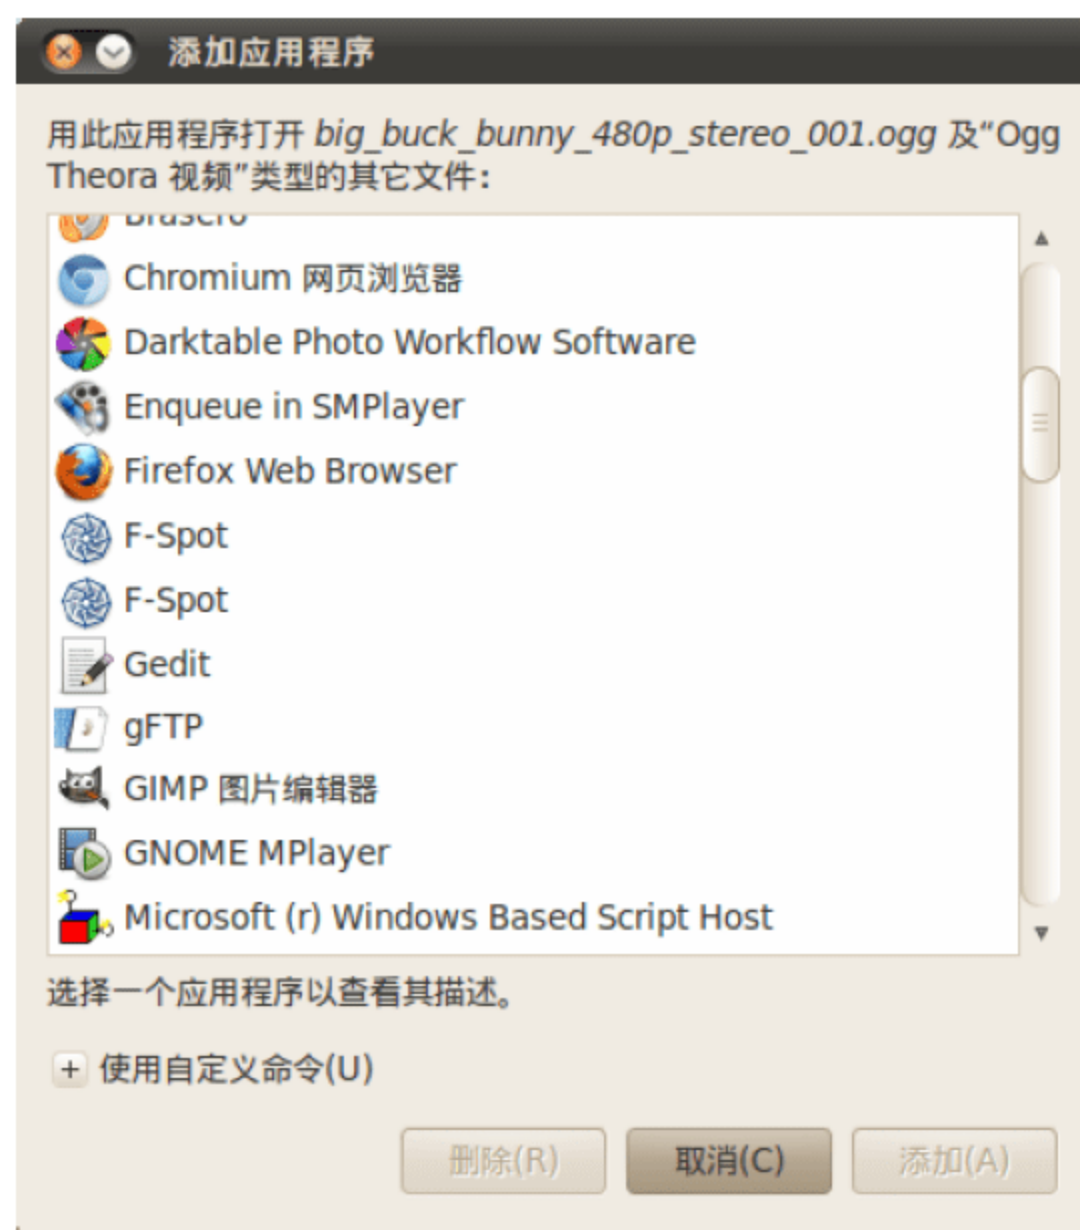 添加应用程序
用此应用程序打开 big_buck_bunny_480p_stereo_001.ogg 及“Ogg
Theora 视频”类型的其它文件:
Brasero
Chromium 网页浏览器
Darktable Photo Workflow Software
Enqueue in SMPlayer
Firefox Web Browser
F-Spot
F-Spot
Gedit
gFTP
GIMP 图片编辑器
GNOME MPlayer
Microsoft (r) Windows Based Script Host
选择一个应用程序以查看其描述。
使用自定义命令(U)
删除(R) 取消(C) 添加(A)